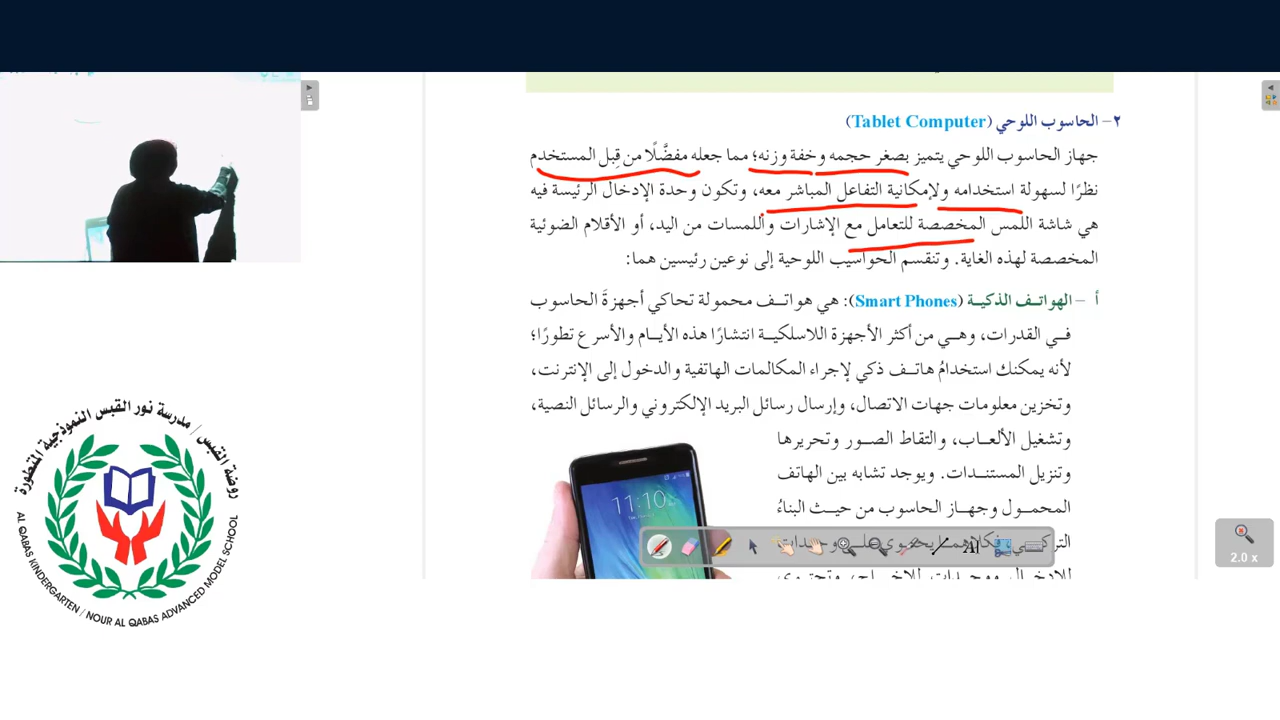 ٢- الحاسوب اللوحي (Tablet Computer)
جهاز الحاسوب اللوحي يتميز بصغر حجمه وخفة وزنه؛ مما جعله مفضَّلًا من قِبل المستخدم
نظرًا لسهولة استخدامه ولإمكانية التفاعل المباشر معه، وتكون وحدة الإدخال الرئيسة فيه
هي شاشة اللمس المخصصة للتعامل مع الإشارات واللمسات من اليد، أو الأقلام الضوئية
المخصصة لهذه الغاية. وتنقسم الحواسيب اللوحية إلى نوعين رئيسين هما:
أ - الهواتف الذكية (Smart Phones): هي هواتف محمولة تحاكي أجهزةَ الحاسوب
في القدرات، وهي من أكثر الأجهزة اللاسلكية انتشارًا هذه الأيام والأسرع تطورًا؛
لأنه يمكنك استخدامُ هاتف ذكي لإجراء المكالمات الهاتفية والدخول إلى الإنترنت،
وتخزين معلومات جهات الاتصال، وإرسال رسائل البريد الإلكتروني والرسائل النصية،
وتشغيل الألعاب، والتقاط الصور وتحريرها
وتنزيل المستندات. ويوجد تشابه بين الهاتف
المحمول وجهاز الحاسوب من حيث البناءُ
11:10
روضة القبس / مدرسة نور القبس النموذجية المتطورة
AL QABAS KINDERGARTEN / NOUR AL QABAS ADVANCED MODEL SCHOOL
2.0 x